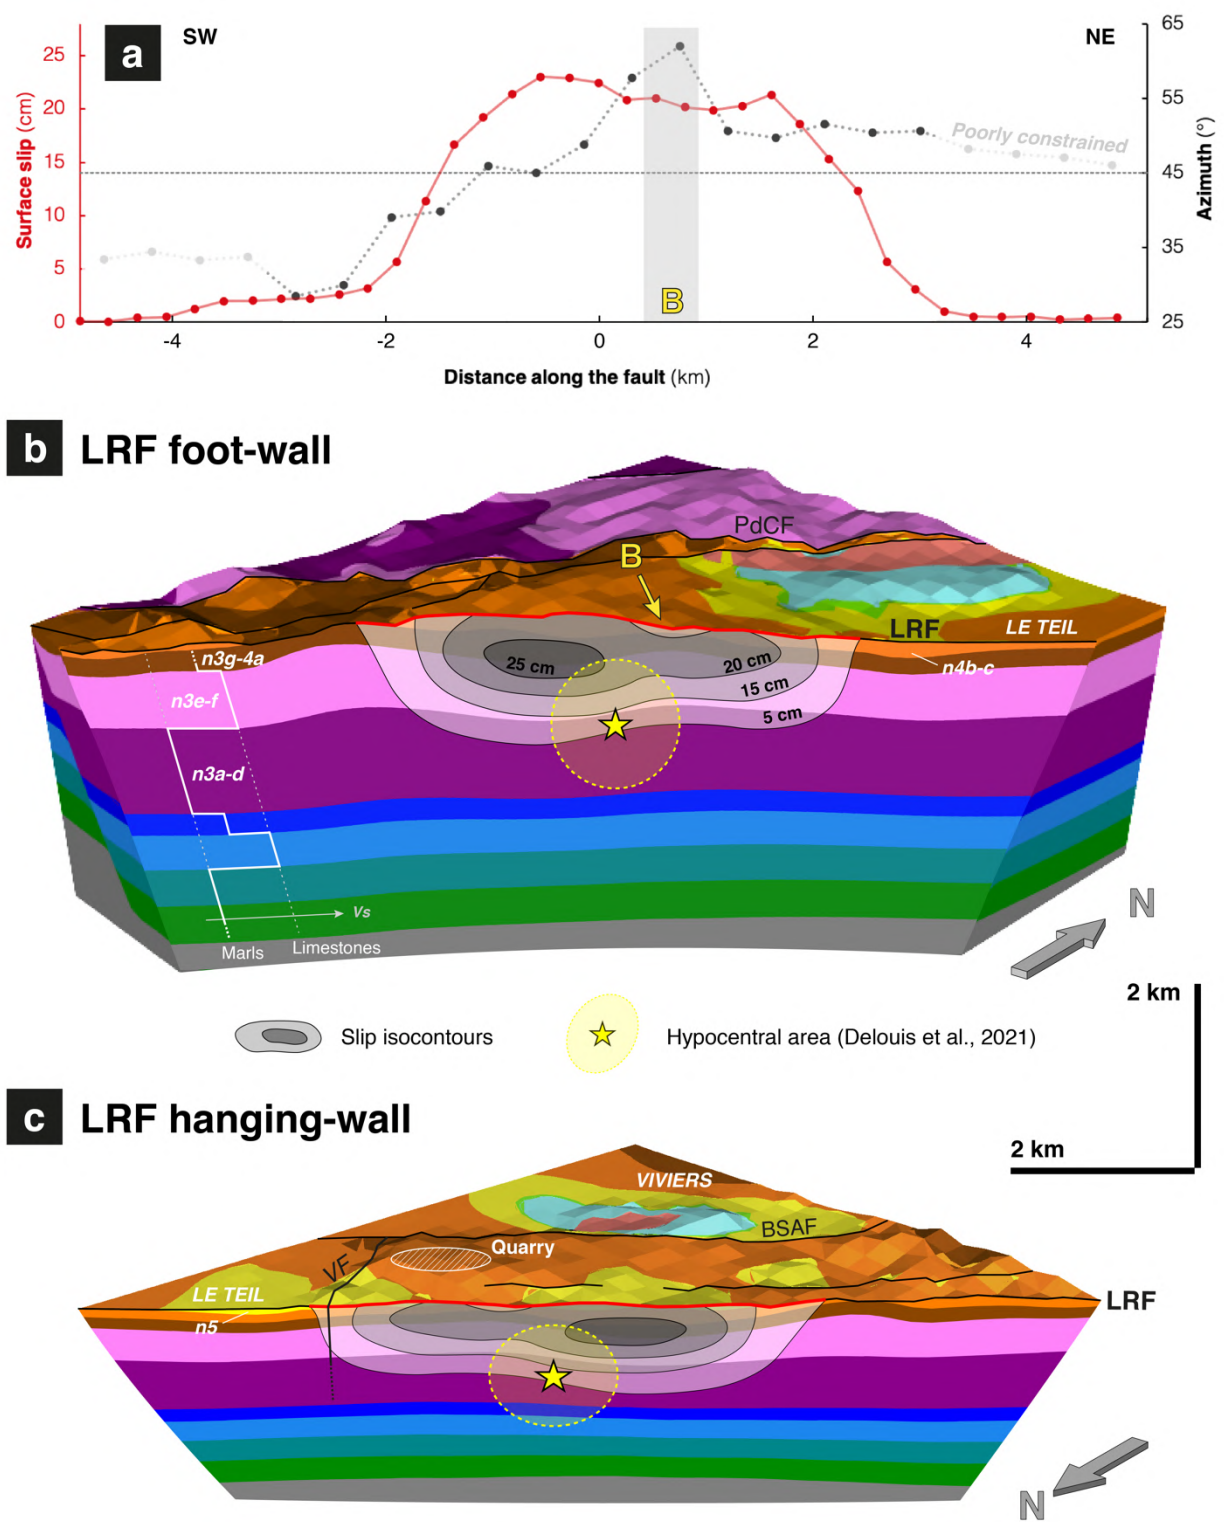 a
SW
NE
25
20
15
10
5
0
Surface slip (cm)
65
55
45
35
25
Azimuth (°)
Poorly constrained
B
-4
-2
0
2
4
Distance along the fault (km)
b LRF foot-wall
PdCF
B
LRF
LE TEIL
n4b-c
n3g-4a
n3e-f
n3a-d
25 cm
20 cm
15 cm
5 cm
Vs
Marls
Limestones
N
2 km
Slip isocontours
Hypocentral area (Delouis et al., 2021)
c LRF hanging-wall
2 km
VIVIERS
BSAF
Quarry
VF
LE TEIL
n5
LRF
N